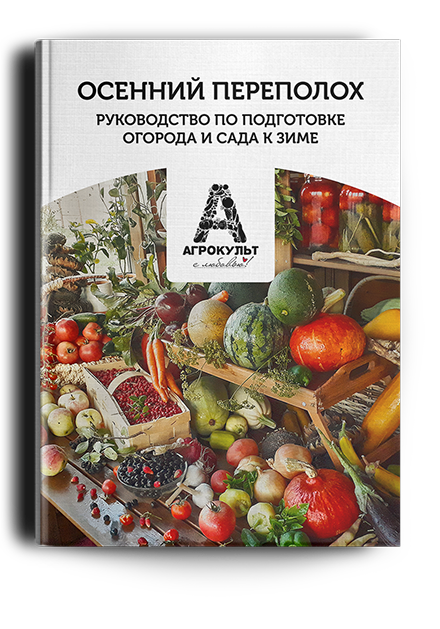 ОСЕННИЙ ПЕРЕПОЛОХ
РУКОВОДСТВО ПО ПОДГОТОВКЕ
ОГОРОДА И САДА К ЗИМЕ
А
АГРОКУЛЬТ
с любовью!